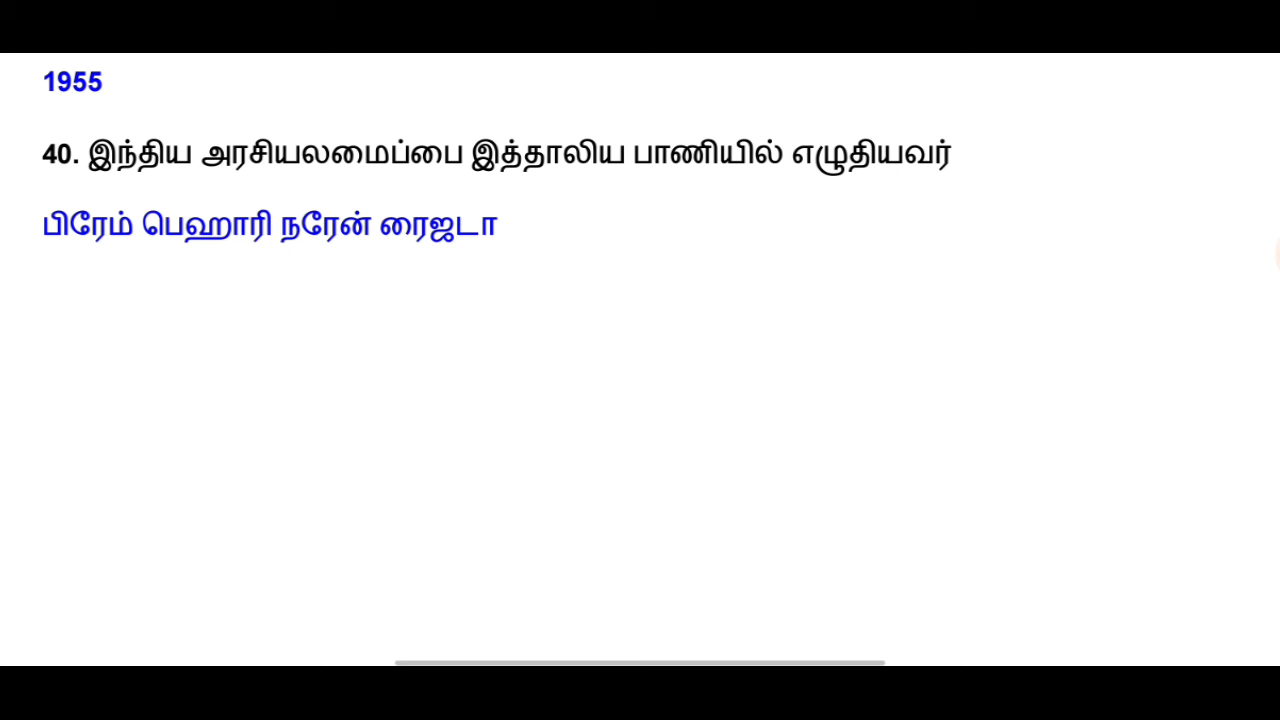 1955
40. இந்திய அரசியலமைப்பை இத்தாலிய பாணியில் எழுதியவர்
பிரேம் பெஹாரி நரேன் ரைஜடா